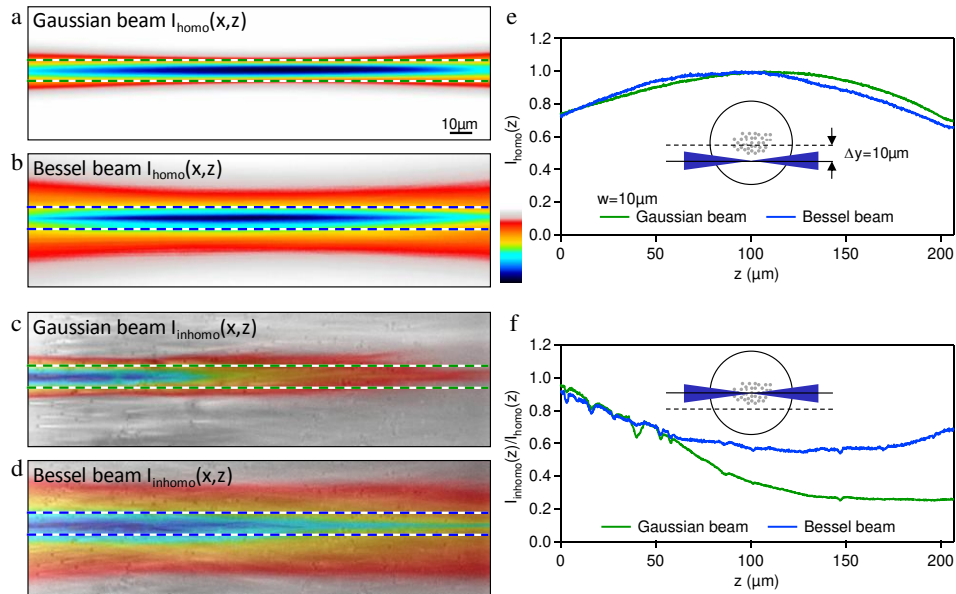 a
Gaussian beam I_homo(x,z)
10µm
b
Bessel beam I_homo(x,z)
c
Gaussian beam I_inhomo(x,z)
d
Bessel beam I_inhomo(x,z)
e
1.2
1.0
0.8
0.6
0.4
0.2
0.0
I_homo(z)
Δy=10µm
w=10µm
Gaussian beam
Bessel beam
0
50
100
150
200
z (µm)
f
1.2
1.0
0.8
0.6
0.4
0.2
0.0
I_inhomo(z)/I_homo(z)
Gaussian beam
Bessel beam
0
50
100
150
200
z (µm)